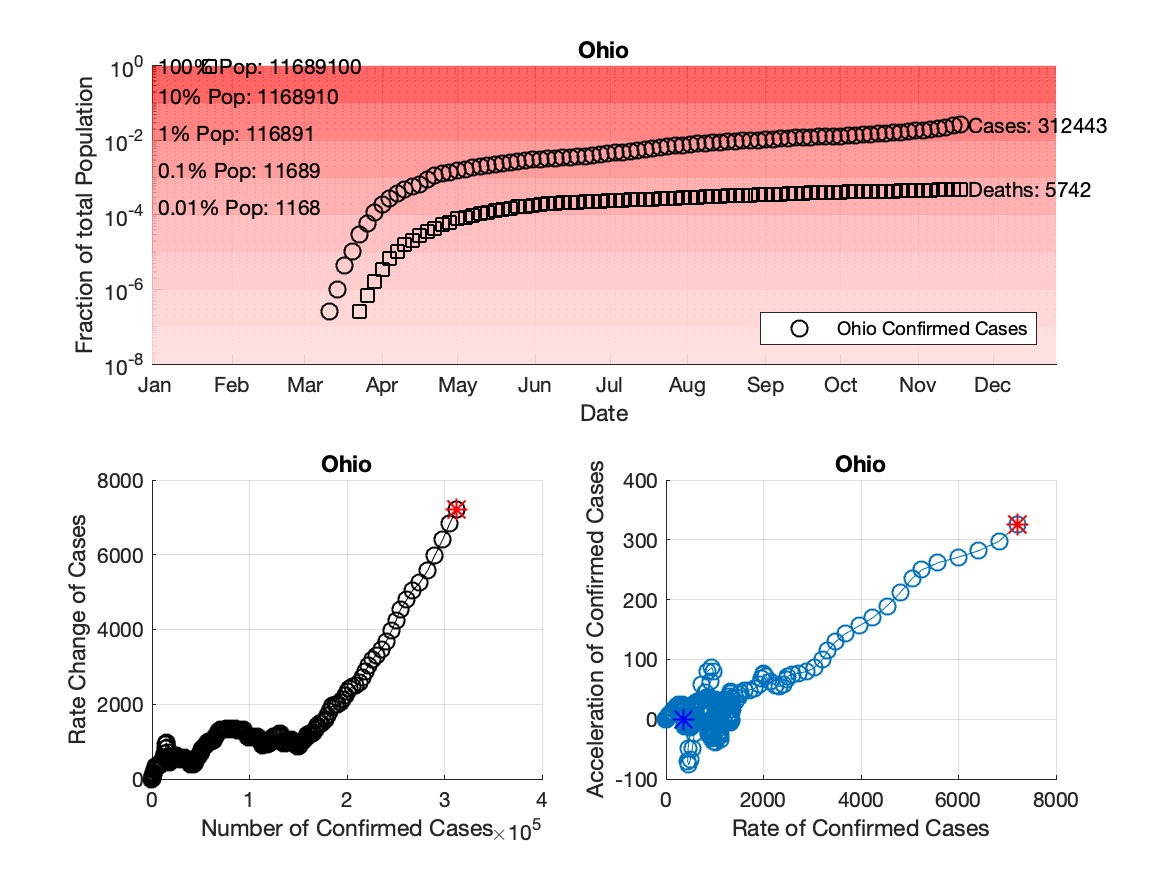 Ohio
Fraction of total Population
10^0
10^-2
10^-4
10^-6
10^-8
100% Pop: 11689100
10% Pop: 1168910
1% Pop: 116891
0.1% Pop: 11689
0.01% Pop: 1168
Cases: 312443
Deaths: 5742
Ohio Confirmed Cases
Jan Feb Mar Apr May Jun Jul Aug Sep Oct Nov Dec
Date
Ohio
Rate Change of Cases
8000
6000
4000
2000
0
0 1 2 3 4
Number of Confirmed Cases ×10^5
Ohio
Acceleration of Confirmed Cases
400
300
200
100
0
-100
0 2000 4000 6000 8000
Rate of Confirmed Cases